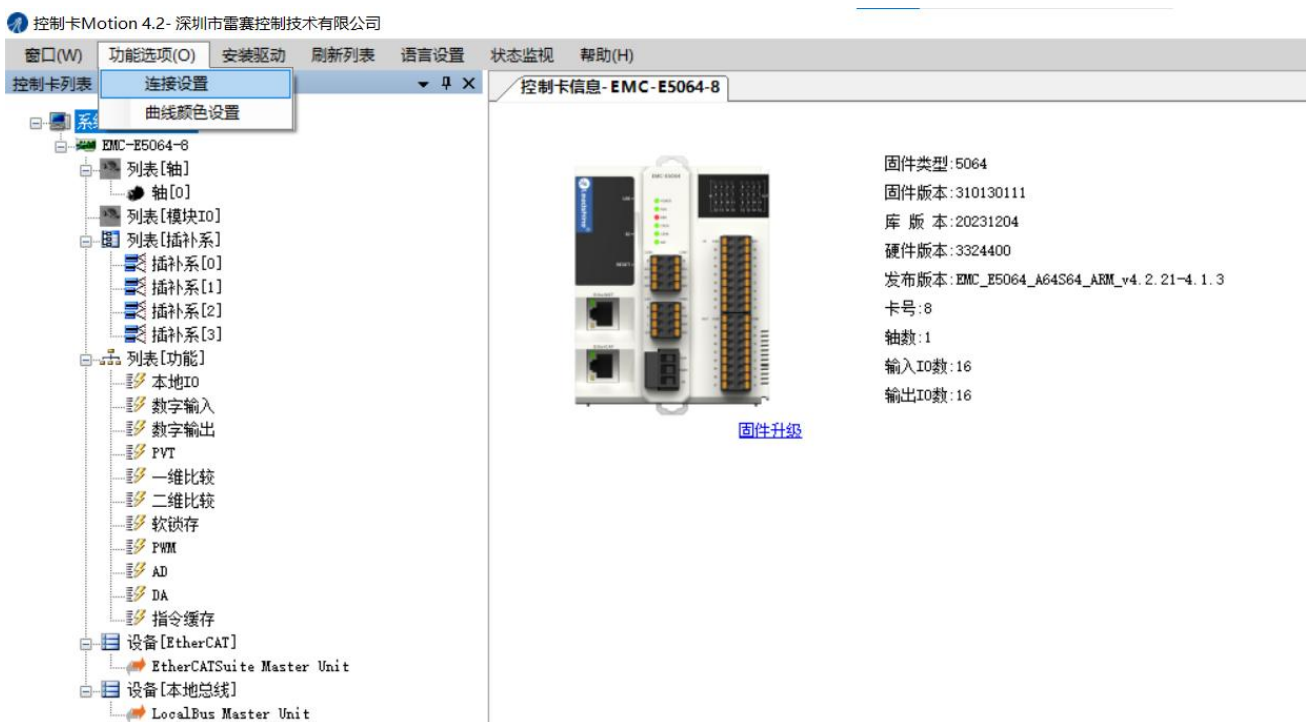 控制卡Motion 4.2- 深圳市雷赛控制技术有限公司
窗口(W) 功能选项(O) 安装驱动 刷新列表 语言设置 状态监视 帮助(H)
控制卡列表
连接设置
曲线颜色设置
EMC-E5064-8
列表[轴]
轴[0]
列表[模块IO]
列表[插补系]
插补系[0]
插补系[1]
插补系[2]
插补系[3]
列表[功能]
本地IO
数字输入
数字输出
PVT
一维比较
二维比较
软锁存
PWM
AD
DA
指令缓存
设备[EtherCAT]
EtherCATSuite Master Unit
设备[本地总线]
LocalBus Master Unit
控制卡信息-EMC-E5064-8
固件类型:5064
固件版本:310130111
库 版 本:20231204
硬件版本:3324400
发布版本:EMC_E5064_A64S64_ARM_v4.2.21-4.1.3
卡号:8
轴数:1
输入IO数:16
输出IO数:16
固件升级